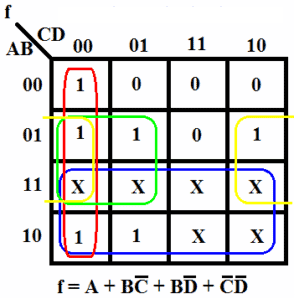 f
CD
AB 00 01 11 10
00 1 0 0 0
01 1 1 0 1
11 X X X X
10 1 1 X X
f = A + BC̅ + BD̅ + C̅D̅